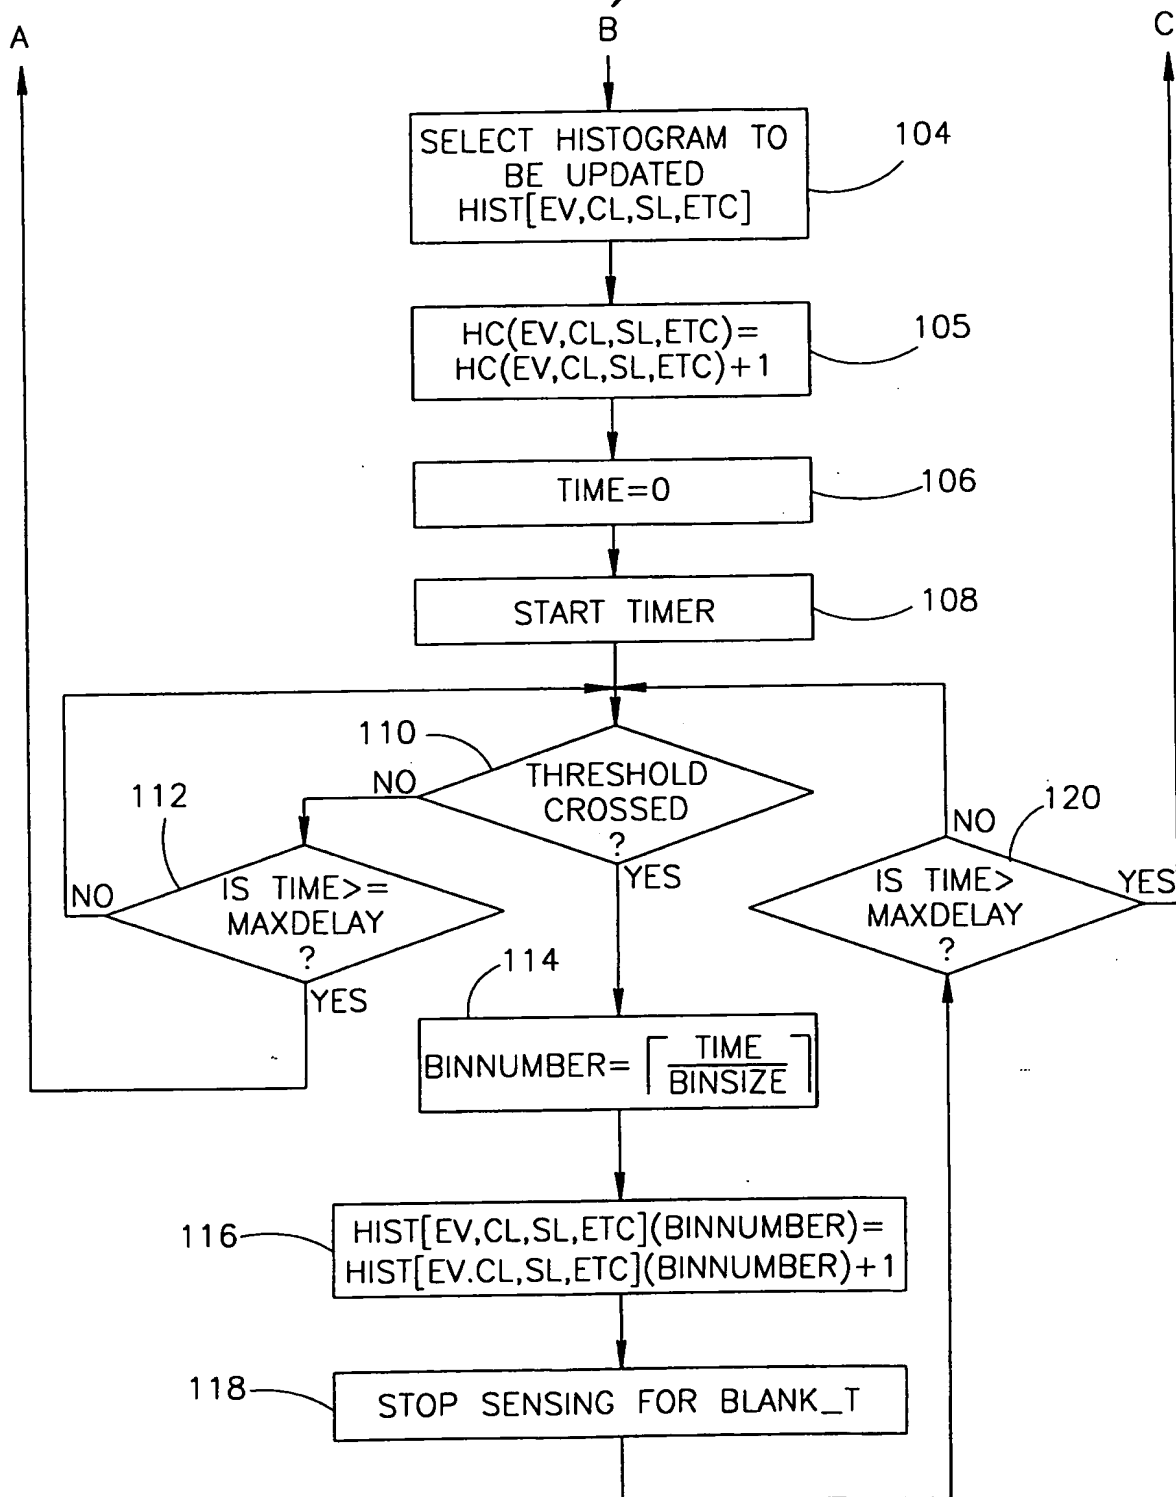 A
B
C
SELECT HISTOGRAM TO
BE UPDATED
HIST[EV,CL,SL,ETC]
104
HC(EV,CL,SL,ETC)=
HC(EV,CL,SL,ETC)+1
105
TIME=0
106
START TIMER
108
110
THRESHOLD
CROSSED
?
NO
YES
112
IS TIME>=
MAXDELAY
?
NO
YES
120
IS TIME>
MAXDELAY
?
NO
YES
114
BINNUMBER=⌈TIME
BINSIZE⌉
116
HIST[EV,CL,SL,ETC](BINNUMBER)=
HIST[EV.CL,SL,ETC](BINNUMBER)+1
118
STOP SENSING FOR BLANK_T